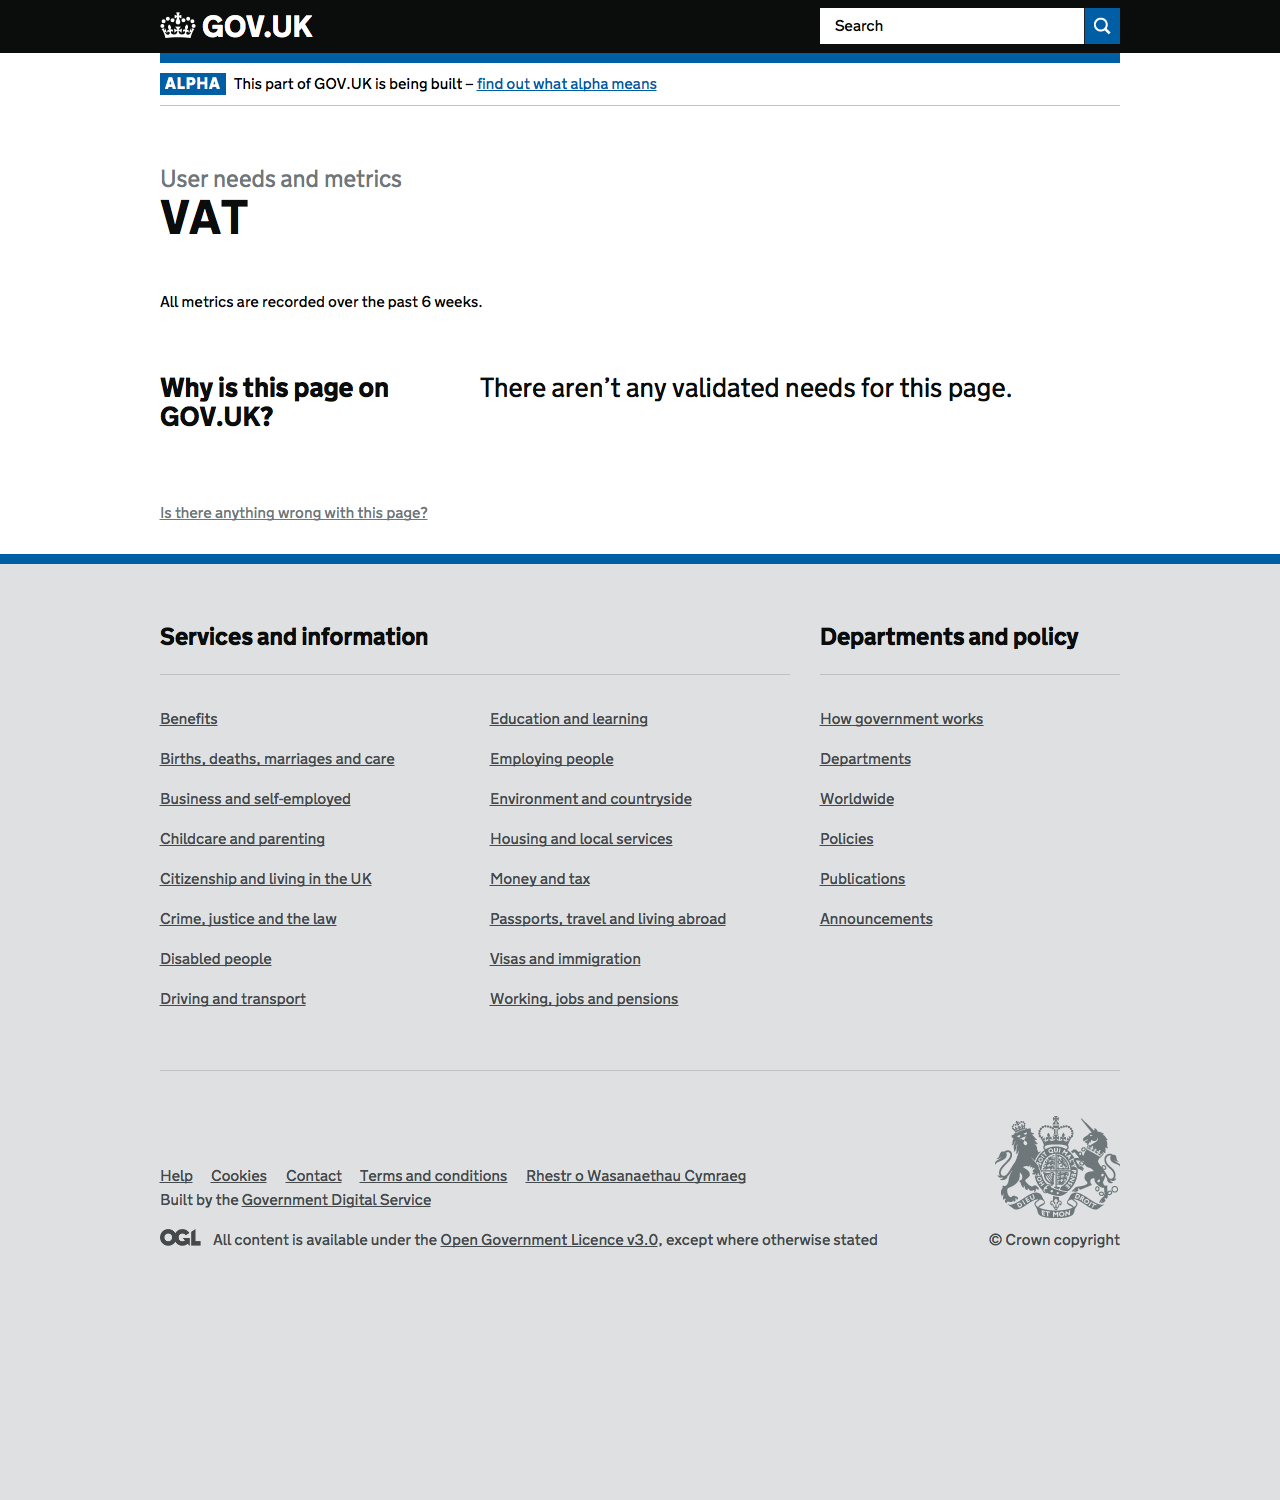 GOV.UK
Search
ALPHA This part of GOV.UK is being built – find out what alpha means
User needs and metrics
VAT
All metrics are recorded over the past 6 weeks.
Why is this page on
GOV.UK?
There aren’t any validated needs for this page.
Is there anything wrong with this page?
Services and information
Benefits
Births, deaths, marriages and care
Business and self-employed
Childcare and parenting
Citizenship and living in the UK
Crime, justice and the law
Disabled people
Driving and transport
Education and learning
Employing people
Environment and countryside
Housing and local services
Money and tax
Passports, travel and living abroad
Visas and immigration
Working, jobs and pensions
Departments and policy
How government works
Departments
Worldwide
Policies
Publications
Announcements
Help Cookies Contact Terms and conditions Rhestr o Wasanaethau Cymraeg
Built by the Government Digital Service
OGL All content is available under the Open Government Licence v3.0, except where otherwise stated
DIEU ET MON DROIT
© Crown copyright